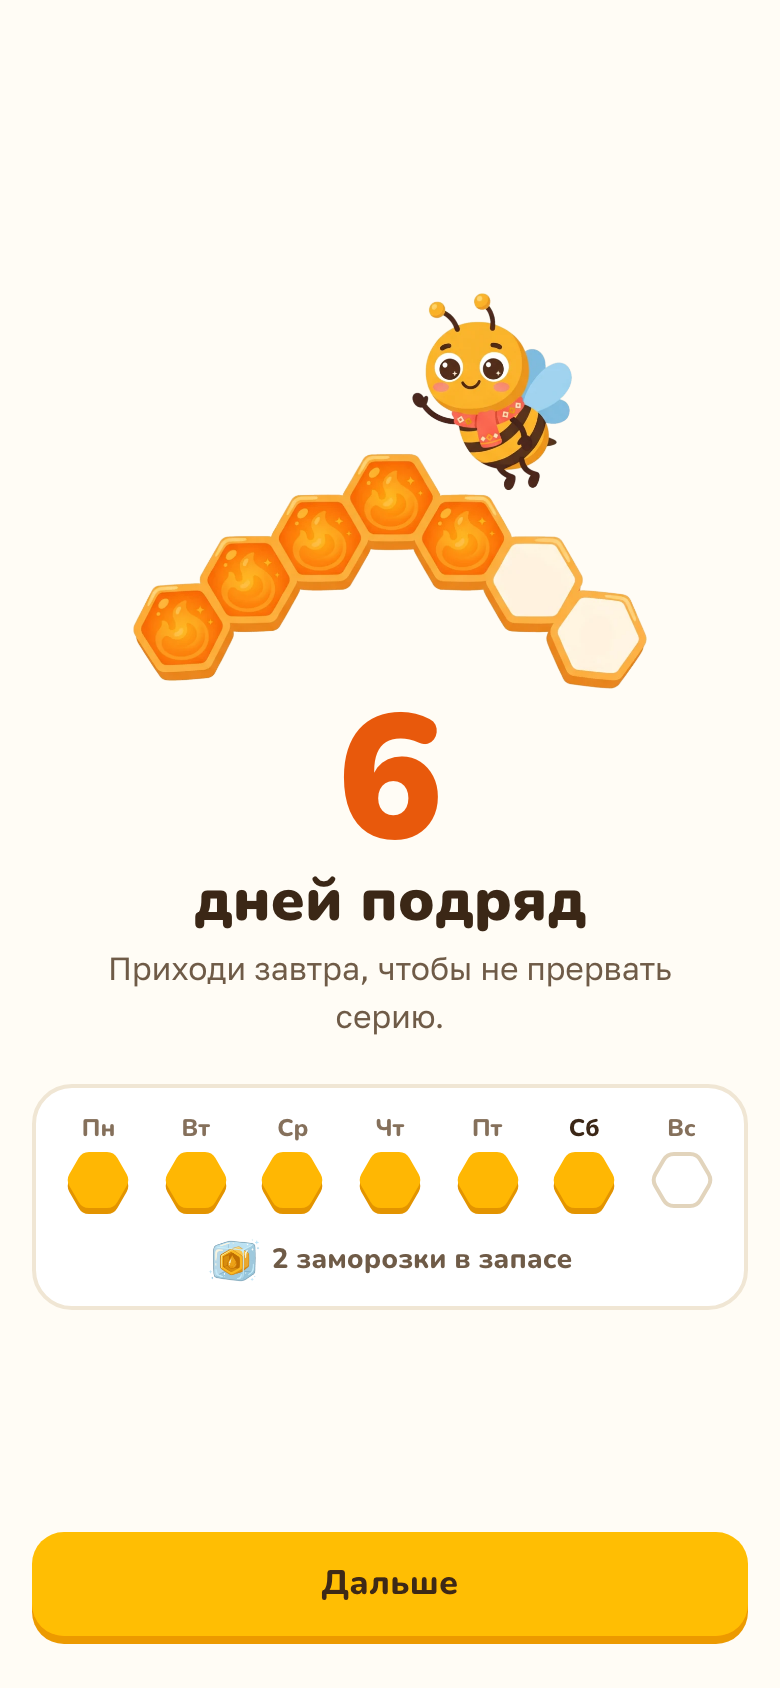 6
дней подряд
Приходи завтра, чтобы не прервать
серию.
Пн Вт Ср Чт Пт Сб Вс
2 заморозки в запасе
Дальше